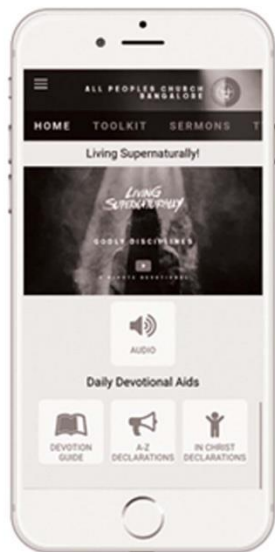 ALL PEOPLES CHURCH
BANGALORE
HOME TOOLKIT SERMONS T
Living Supernaturally!
LIVING
SUPERNATURALLY
GODLY DISCIPLINES
AUDIO
Daily Devotional Aids
DEVOTION
GUIDE
A-Z
DECLARATIONS
IN CHRIST
DECLARATIONS